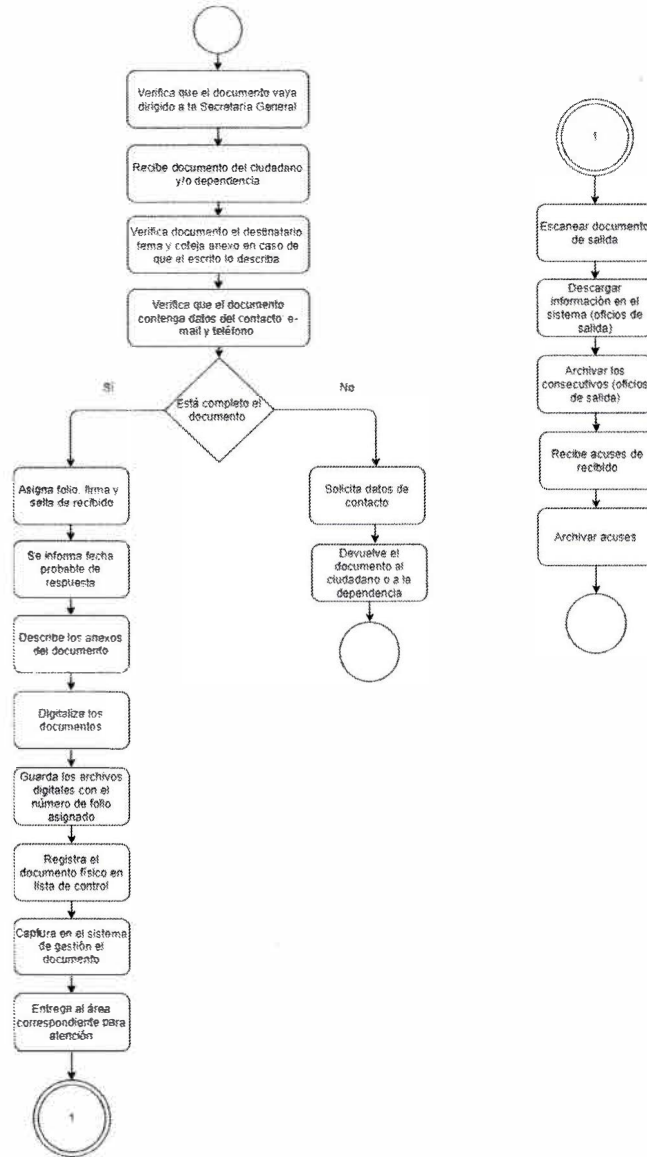 Verifica que el documento vaya
dirigido a la Secretaría General
Recibe documento del ciudadano
y/o dependencia
Verifica documento el destinatario
tema y coteja anexo en caso de
que el escrito lo describa
Verifica que el documento
contenga datos del contacto e-
mail y teléfono
Está completo el
documento
Sí
No
Asigna folio, firma y
sella de recibido
Se informa fecha
probable de
respuesta
Describe los anexos
del documento
Digitaliza los
documentos
Guarda los archivos
digitales con el
número de folio
asignado
Registra el
documento físico en
lista de control
Captura en el sistema
de gestión el
documento
Entrega al área
correspondiente para
atención
1
Solicita datos de
contacto
Devuelve el
documento al
ciudadano o a la
dependencia
1
Escanear documento
de salida
Descargar
información en el
sistema (oficios de
salida)
Archivar los
consecutivos (oficios
de salida)
Recibe acuses de
recibido
Archivar acuses